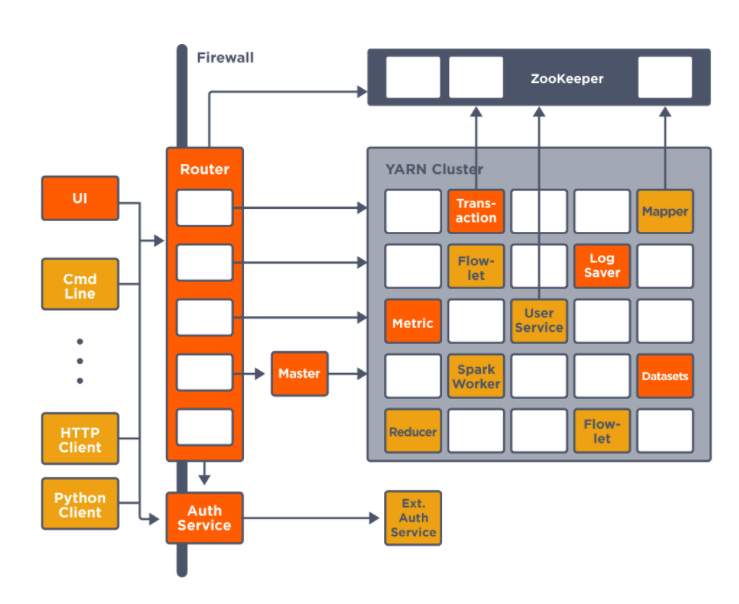 Firewall
ZooKeeper
Router
YARN Cluster
UI
Trans-
action
Mapper
Cmd
Line
Flow-
let
Log
Saver
Metric
User
Service
Master
Spark
Worker
Datasets
HTTP
Client
Reducer
Flow-
let
Python
Client
Auth
Service
Ext.
Auth
Service